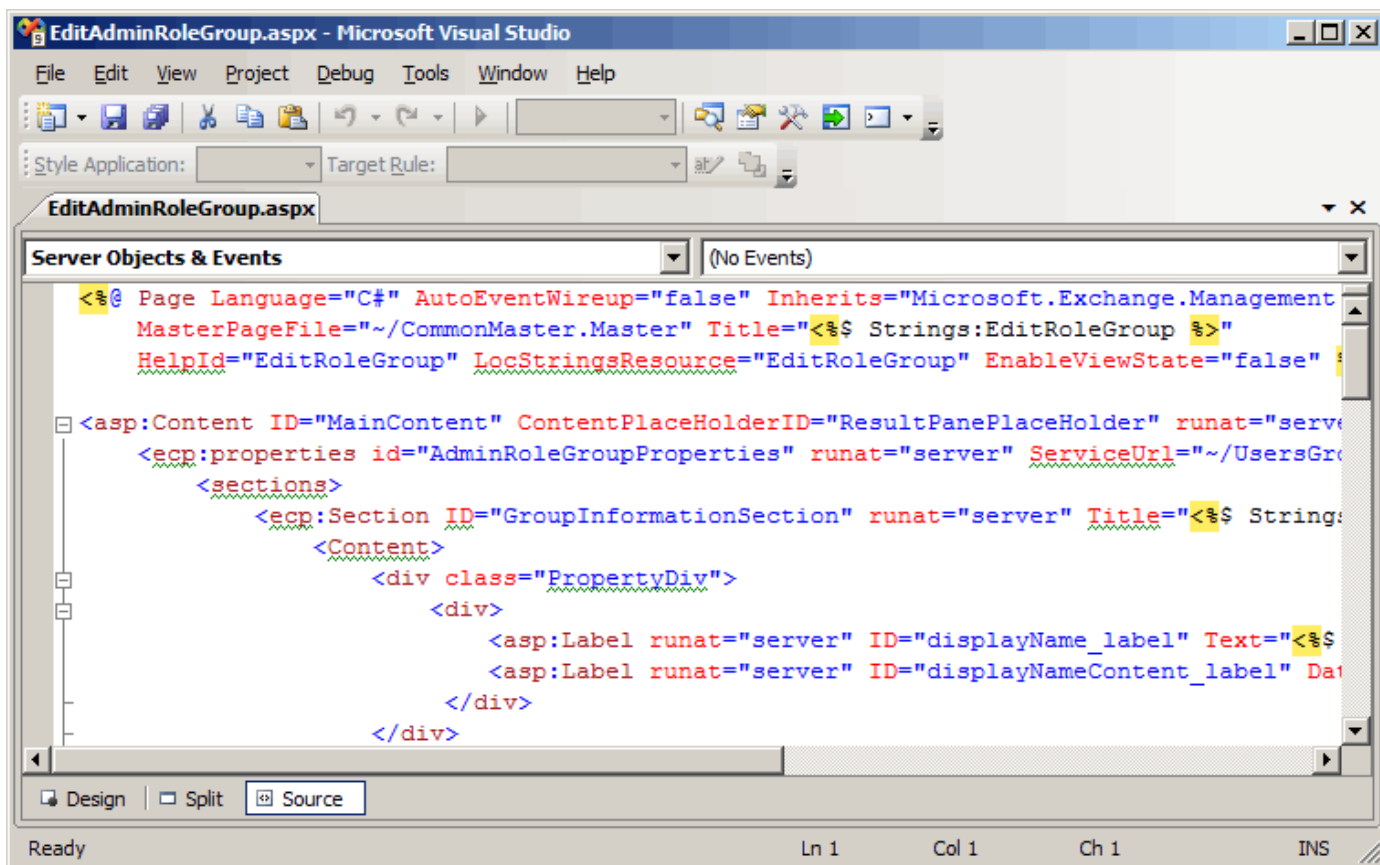 EditAdminRoleGroup.aspx - Microsoft Visual Studio
File Edit View Project Debug Tools Window Help
Style Application: Target Rule:
EditAdminRoleGroup.aspx
Server Objects & Events (No Events)
<%@ Page Language="C#" AutoEventWireup="false" Inherits="Microsoft.Exchange.Management
MasterPageFile="~/CommonMaster.Master" Title="<%$ Strings:EditRoleGroup %>"
HelpId="EditRoleGroup" LocStringsResource="EditRoleGroup" EnableViewState="false"
<asp:Content ID="MainContent" ContentPlaceHolderID="ResultPanePlaceHolder" runat="serve
<ecp:properties id="AdminRoleGroupProperties" runat="server" ServiceUrl="~/UsersGro
<sections>
<ecp:Section ID="GroupInformationSection" runat="server" Title="<%$ Strings
<Content>
<div class="PropertyDiv">
<div>
<asp:Label runat="server" ID="displayName_label" Text="<%$
<asp:Label runat="server" ID="displayNameContent_label" Dat
</div>
</div>
Design Split Source
Ready Ln 1 Col 1 Ch 1 INS